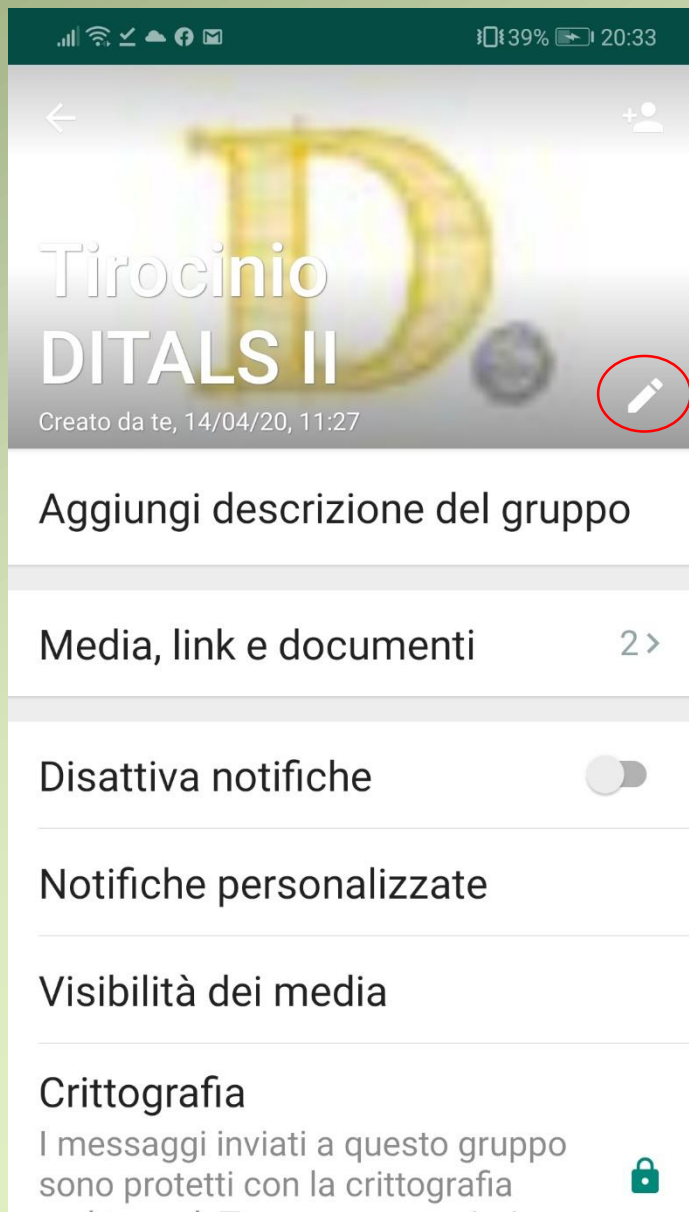 39% 20:33
D.
Tirocinio
DITALS II
Creato da te, 14/04/20, 11:27
Aggiungi descrizione del gruppo
Media, link e documenti 2
Disattiva notifiche
Notifiche personalizzate
Visibilità dei media
Crittografia
I messaggi inviati a questo gruppo
sono protetti con la crittografia